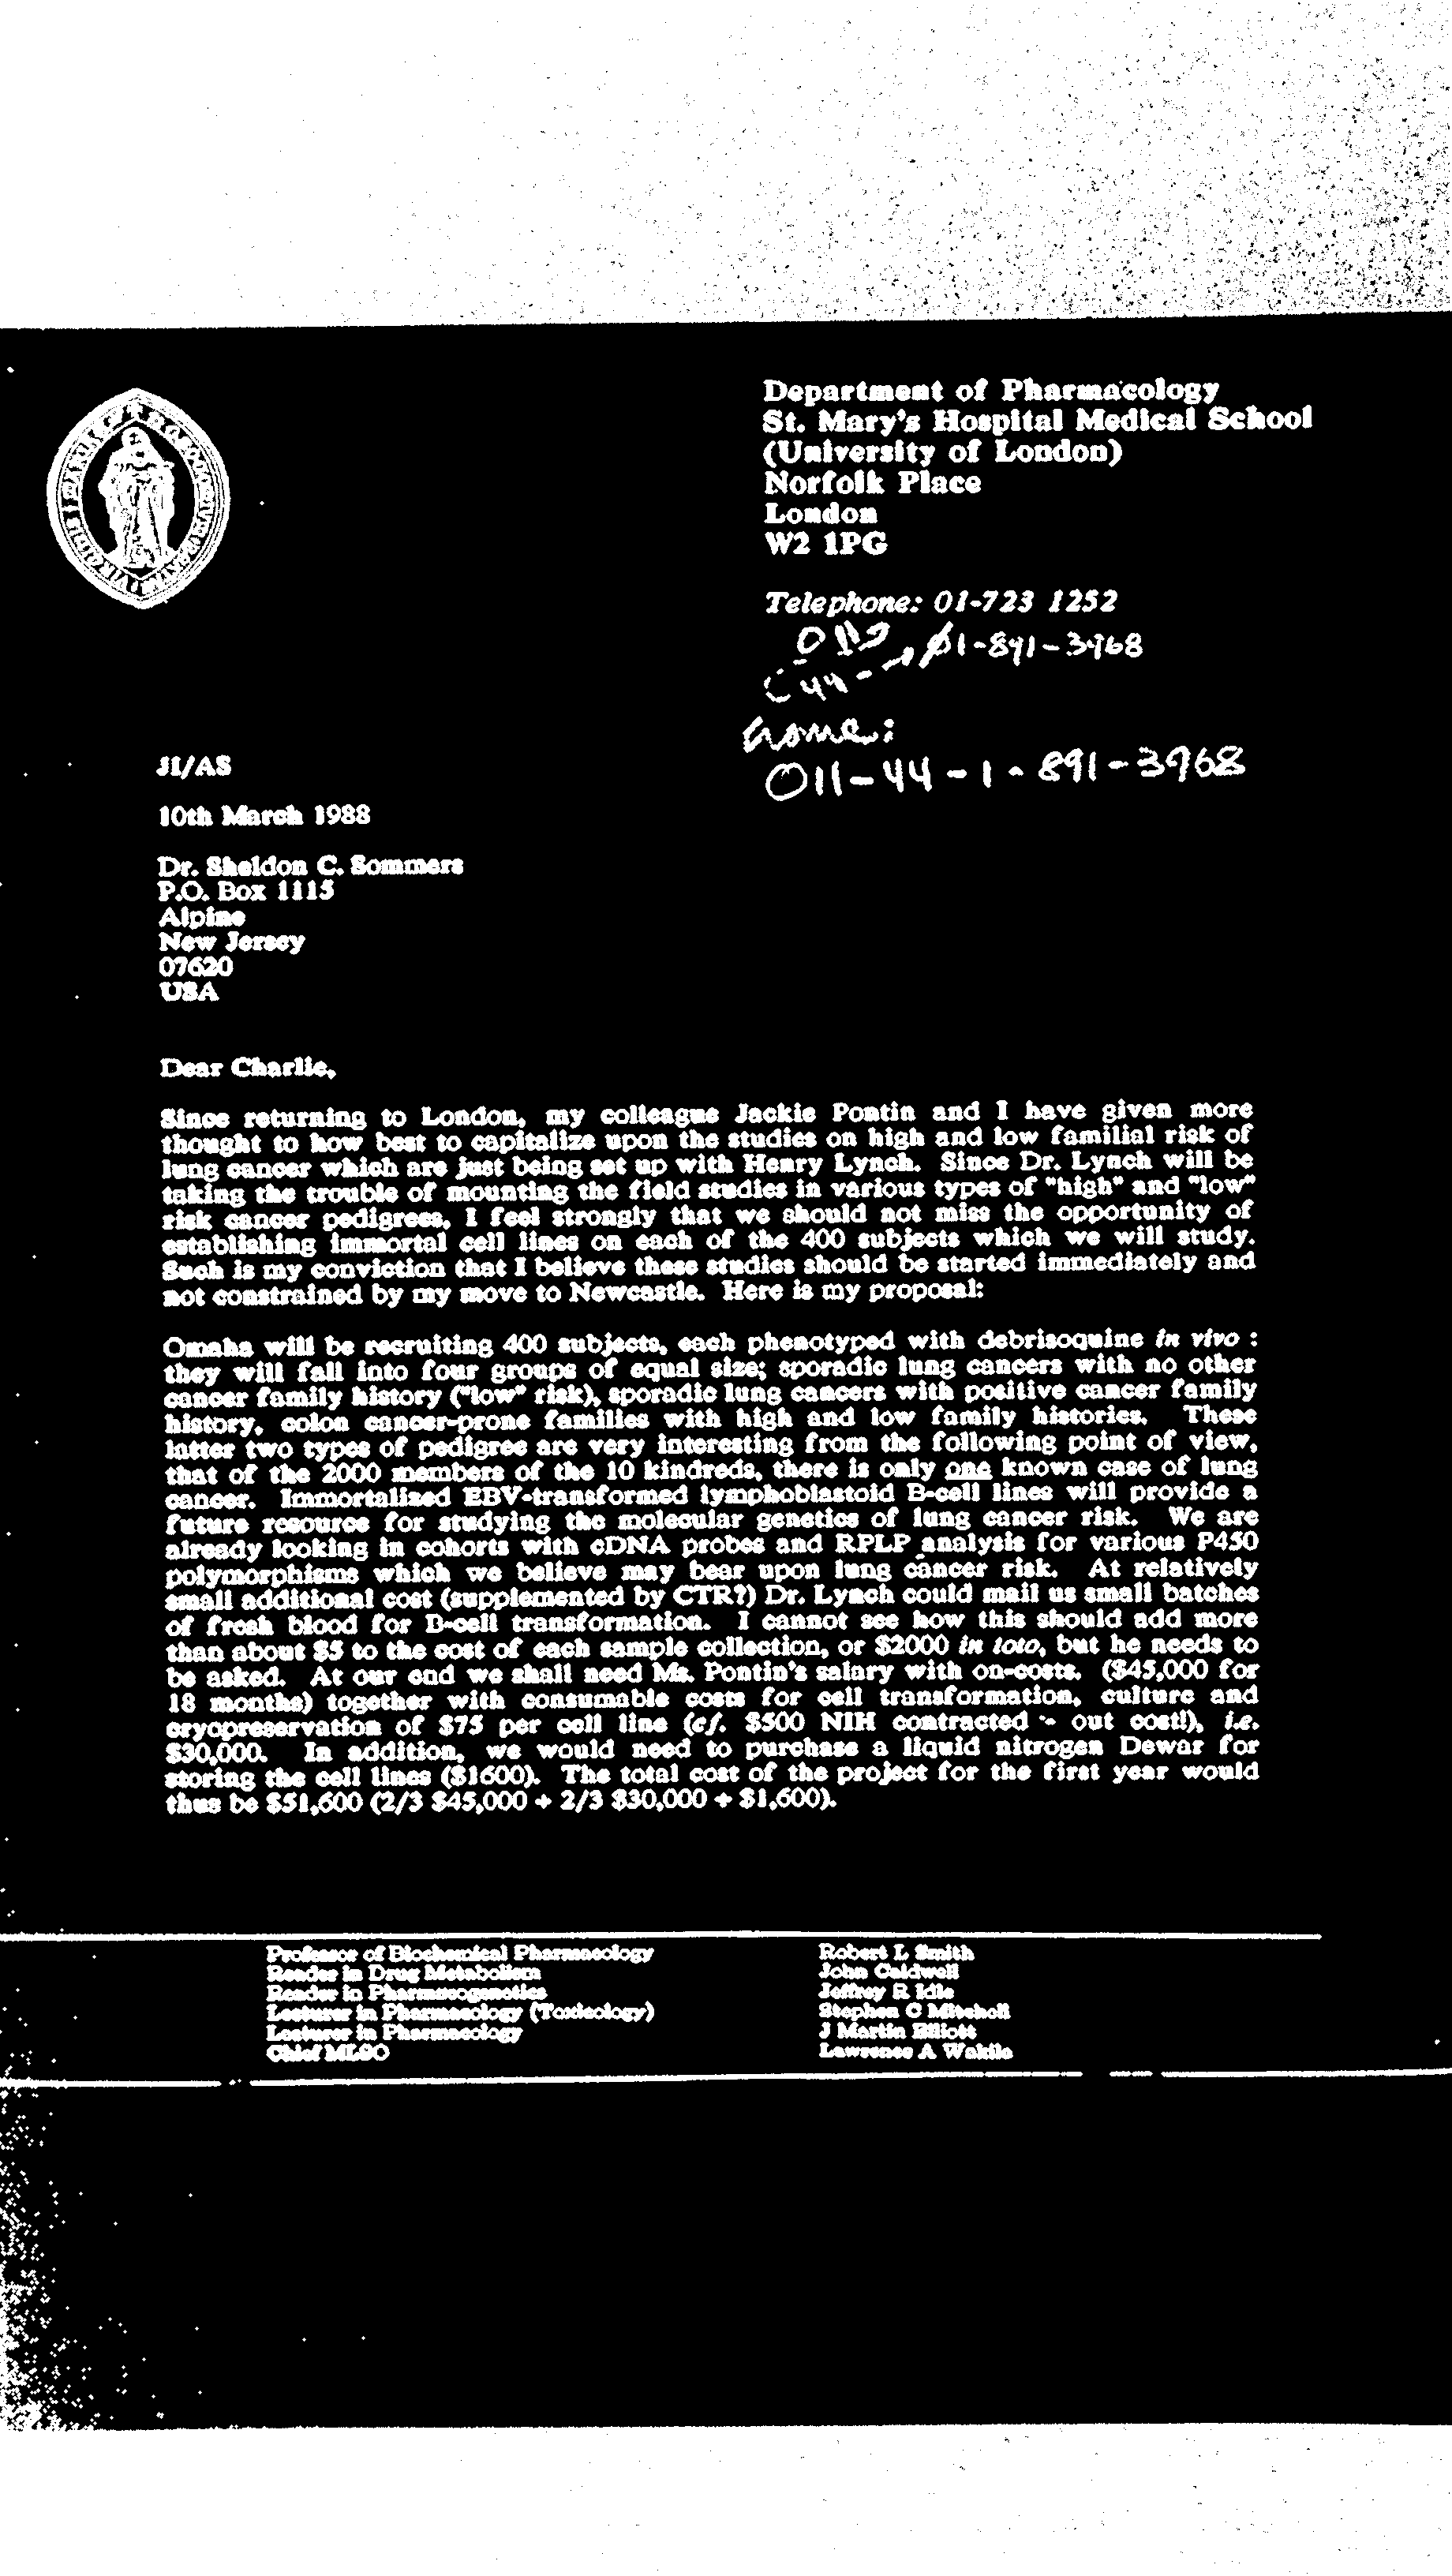 Department of Pharmacology
St. Mary's Hospital Medical School
(University of London)
Norfolk Place
London
W2 1PG
Telephone: 01-723 1252
01-891-3968
home:
011-44-1-891-3968
JI/AS
10th March 1988
Dr. Sheldon C. Sommers
P.O. Box 1115
Alpine
New Jersey
07620
USA
Dear Charlie,
Since returning to London, my colleague Jackie Pontin and I have given more
thought to how best to capitalize upon the studies on high and low familial risk of
lung cancer which are just being set up with Henry Lynch. Since Dr. Lynch will be
taking the trouble of mounting the field studies in various types of "high" and "low"
risk cancer pedigrees, I feel strongly that we should not miss the opportunity of
establishing immortal cell lines on each of the 400 subjects which we will study.
Such is my conviction that I believe these studies should be started immediately and
not constrained by my move to Newcastle. Here is my proposal:
Omaha will be recruiting 400 subjects, each phenotyped with debrisoquine in vivo :
they will fall into four groups of equal size; sporadic lung cancers with no other
cancer family history ("low" risk), sporadic lung cancers with positive cancer family
history, colon cancer-prone families with high and low family histories. These
latter two types of pedigree are very interesting from the following point of view,
that of the 2000 members of the 10 kindreds, there is only one known case of lung
cancer. Immortalised EBV-transformed lymphoblastoid B-cell lines will provide a
future resource for studying the molecular genetics of lung cancer risk. We are
already looking in cohorts with cDNA probes and RPLP analysis for various P450
polymorphisms which we believe may bear upon lung cancer risk. At relatively
small additional cost (supplemented by CTR?) Dr. Lynch could mail us small batches
of fresh blood for B-cell transformation. I cannot see how this should add more
than about $5 to the cost of each sample collection, or $2000 in toto, but he needs to
be asked. At our end we shall need Ms. Pontin's salary with on-costs. ($45,000 for
18 months) together with consumable costs for cell transformation, culture and
cryopreservation of $75 per cell line (cf. $500 NIH contracted - out cost!), i.e.
$30,000. In addition, we would need to purchase a liquid nitrogen Dewar for
storing the cell lines ($1600). The total cost of the project for the first year would
thus be $51,600 (2/3 $45,000 + 2/3 $30,000 + $1,600).
Professor of Biochemical Pharmacology Robert L Smith
Reader in Drug Metabolism John Caldwell
Reader in Pharmacogenetics Jeffrey R Idle
Lecturer in Pharmacology (Toxicology) Stephen C Mitchell
Lecturer in Pharmacology J Martin Elliott
Chief MLSO Lawrence A